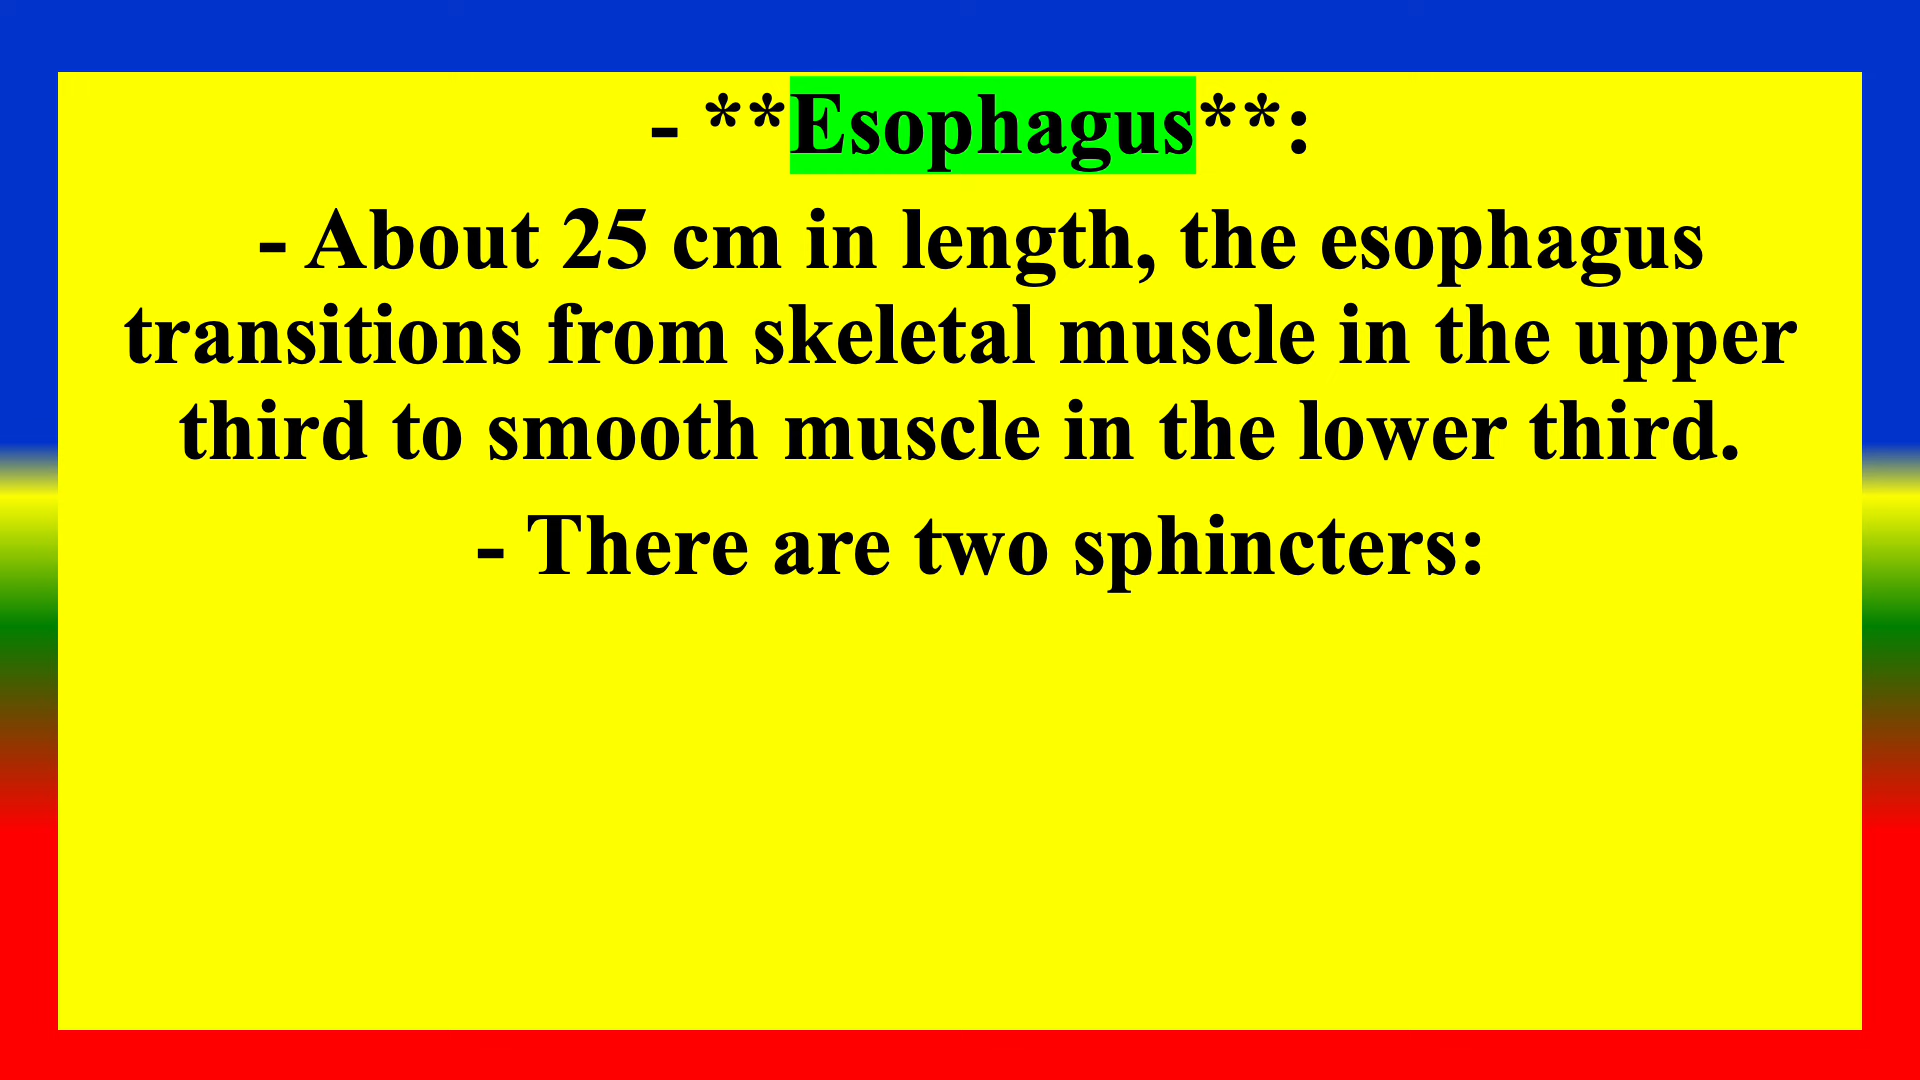 - **Esophagus**:
- About 25 cm in length, the esophagus
transitions from skeletal muscle in the upper
third to smooth muscle in the lower third.
- There are two sphincters: